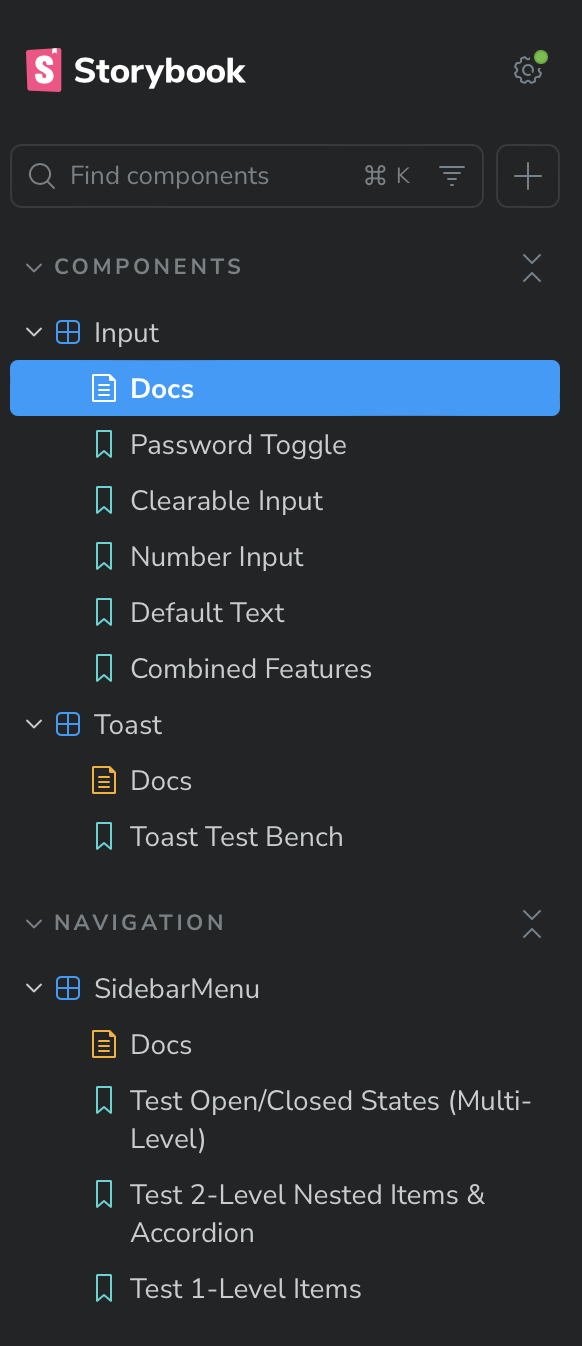 Storybook
Find components ⌘ K
COMPONENTS
Input
Docs
Password Toggle
Clearable Input
Number Input
Default Text
Combined Features
Toast
Docs
Toast Test Bench
NAVIGATION
SidebarMenu
Docs
Test Open/Closed States (Multi-
Level)
Test 2-Level Nested Items &
Accordion
Test 1-Level Items